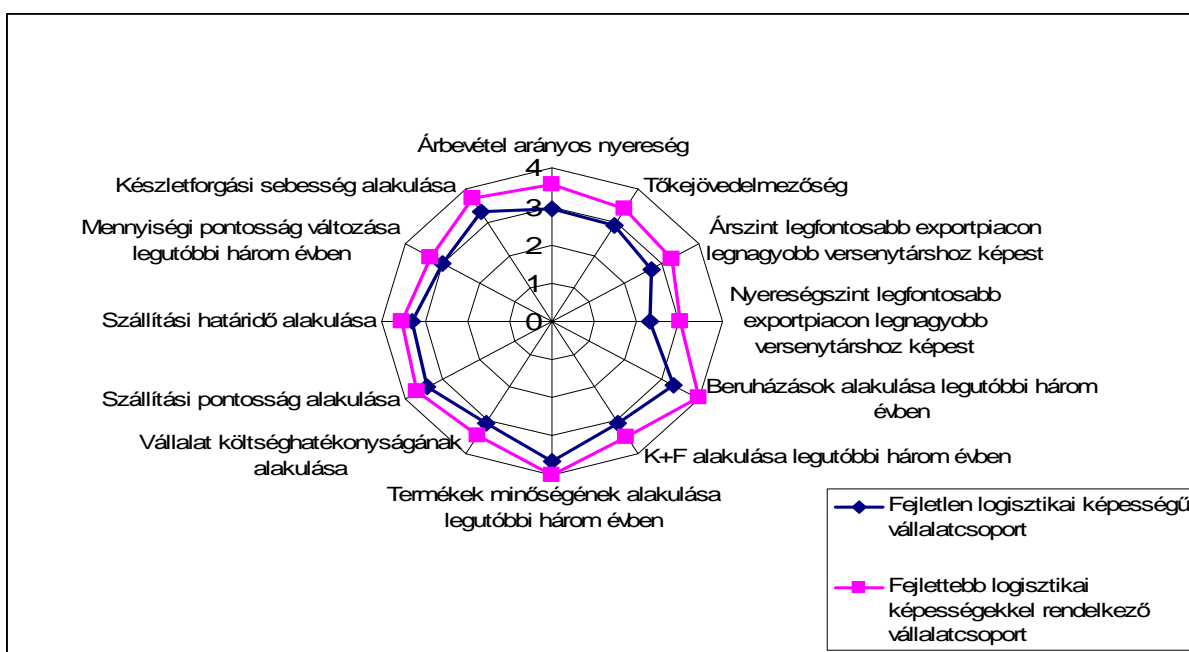 Árbevétel arányos nyereség
Tőkejövedelmezőség
Árszint legfontosabb exportpiacon
legnagyobb versenytárshoz képest
Nyereségszint legfontosabb
exportpiacon legnagyobb
versenytárshoz képest
Beruházások alakulása legutóbbi három
évben
K+F alakulása legutóbbi három évben
Termékek minőségének alakulása
legutóbbi három évben
Vállalat költséghatékonyságának
alakulása
Szállítási pontosság alakulása
Szállítási határidő alakulása
Mennyiségi pontosság változása
legutóbbi három évben
Készletforgási sebesség alakulása
4
3
2
1
0
Fejletlen logisztikai képességű
vállalatcsoport
Fejlettebb logisztikai
képességekkel rendelkező
vállalatcsoport